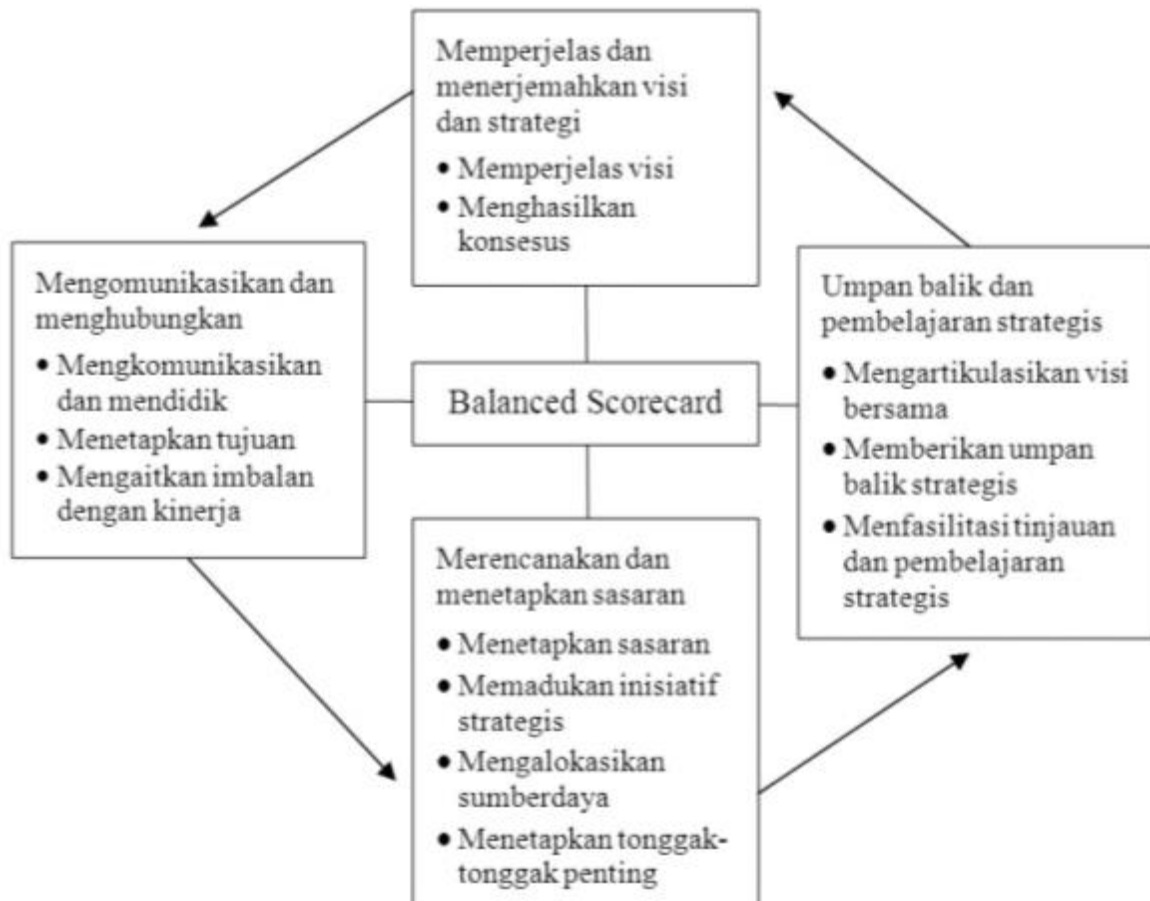 Memperjelas dan
menerjemahkan visi
dan strategi
• Memperjelas visi
• Menghasilkan
konsesus
Mengomunikasikan dan
menghubungkan
• Mengkomunikasikan
dan mendidik
• Menetapkan tujuan
• Mengaitkan imbalan
dengan kinerja
Balanced Scorecard
Umpan balik dan
pembelajaran strategis
• Mengartikulasikan visi
bersama
• Memberikan umpan
balik strategis
• Menfasilitasi tinjauan
dan pembelajaran
strategis
Merencanakan dan
menetapkan sasaran
• Menetapkan sasaran
• Memadukan inisiatif
strategis
• Mengalokasikan
sumberdaya
• Menetapkan tonggak-
tonggak penting